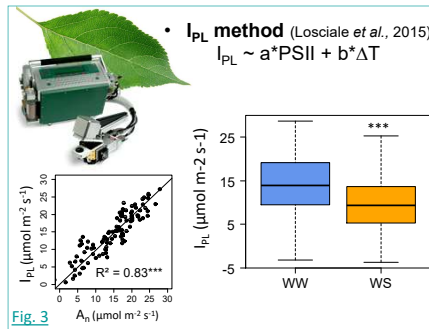 • I_PL method (Losciale et al., 2015)
I_PL ~ a*PSII + b*ΔT
I_PL (µmol m⁻² s⁻¹)
30
25
20
15
10
5
0
R² = 0.83***
0 5 10 15 20 25 30
A_n (µmol m⁻² s⁻¹)
Fig. 3
I_PL (µmol m-2 s-1)
25
15
5
-5
***
WW WS